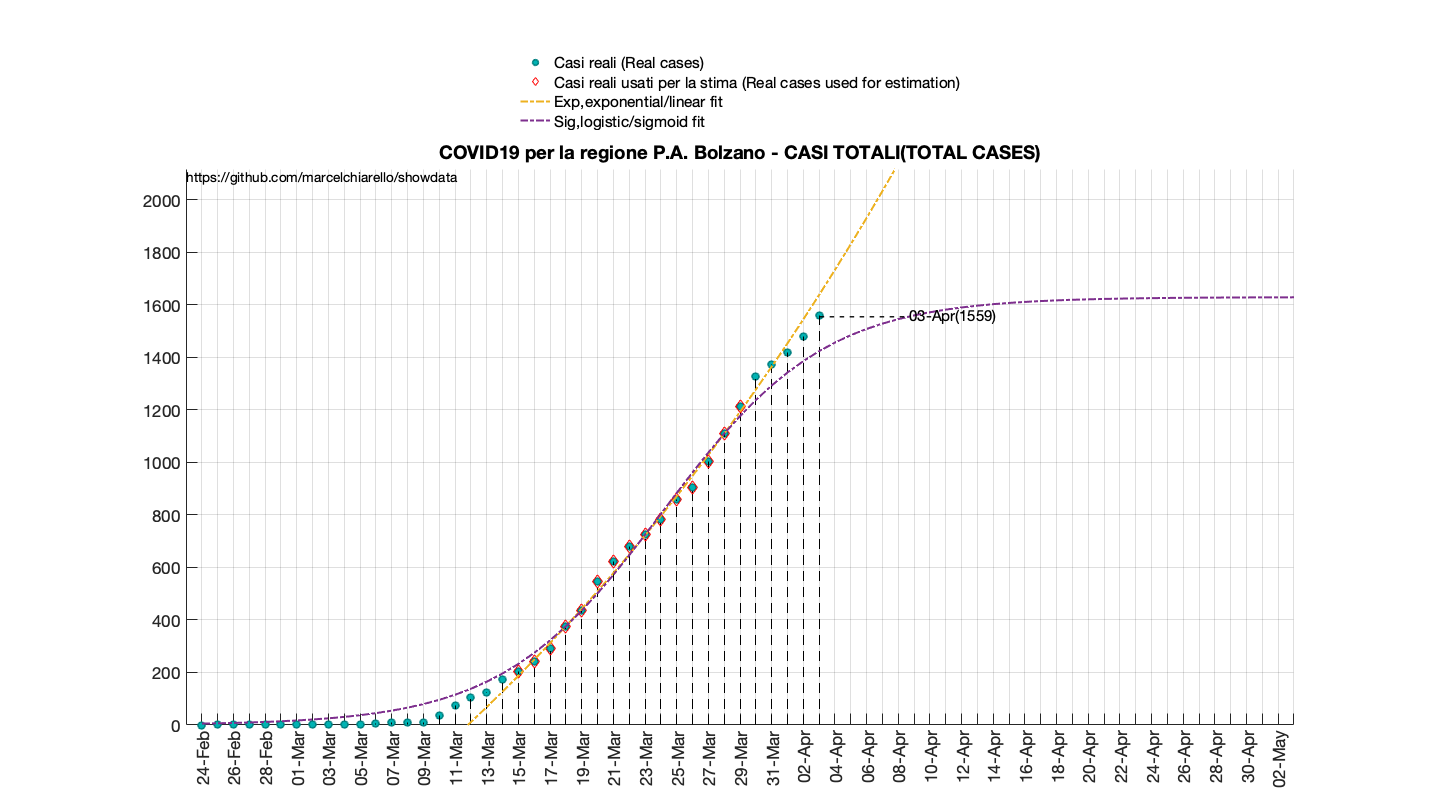 Casi reali (Real cases)
Casi reali usati per la stima (Real cases used for estimation)
Exp,exponential/linear fit
Sig,logistic/sigmoid fit
COVID19 per la regione P.A. Bolzano - CASI TOTALI(TOTAL CASES)
https://github.com/marcelchiarello/showdata
2000
1800
1600
03-Apr(1559)
1400
1200
1000
800
600
400
200
0
24-Feb
26-Feb
28-Feb
01-Mar
03-Mar
05-Mar
07-Mar
09-Mar
11-Mar
13-Mar
15-Mar
17-Mar
19-Mar
21-Mar
23-Mar
25-Mar
27-Mar
29-Mar
31-Mar
02-Apr
04-Apr
06-Apr
08-Apr
10-Apr
12-Apr
14-Apr
16-Apr
18-Apr
20-Apr
22-Apr
24-Apr
26-Apr
28-Apr
30-Apr
02-May